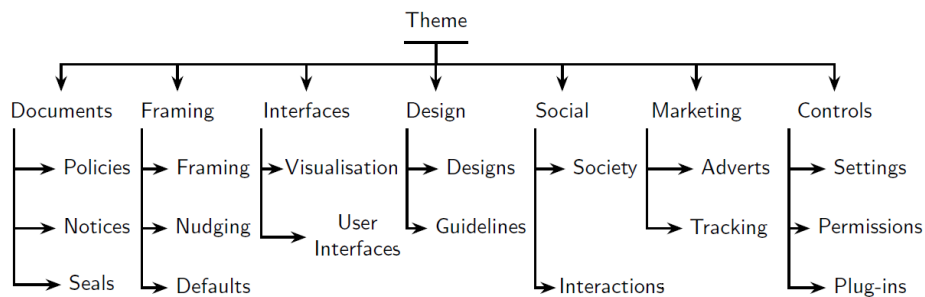 Theme
Documents
Framing
Interfaces
Design
Social
Marketing
Controls
Policies
Framing
Visualisation
Designs
Society
Adverts
Settings
Notices
Nudging
User
Interfaces
Guidelines
Tracking
Permissions
Seals
Defaults
Interactions
Plug-ins